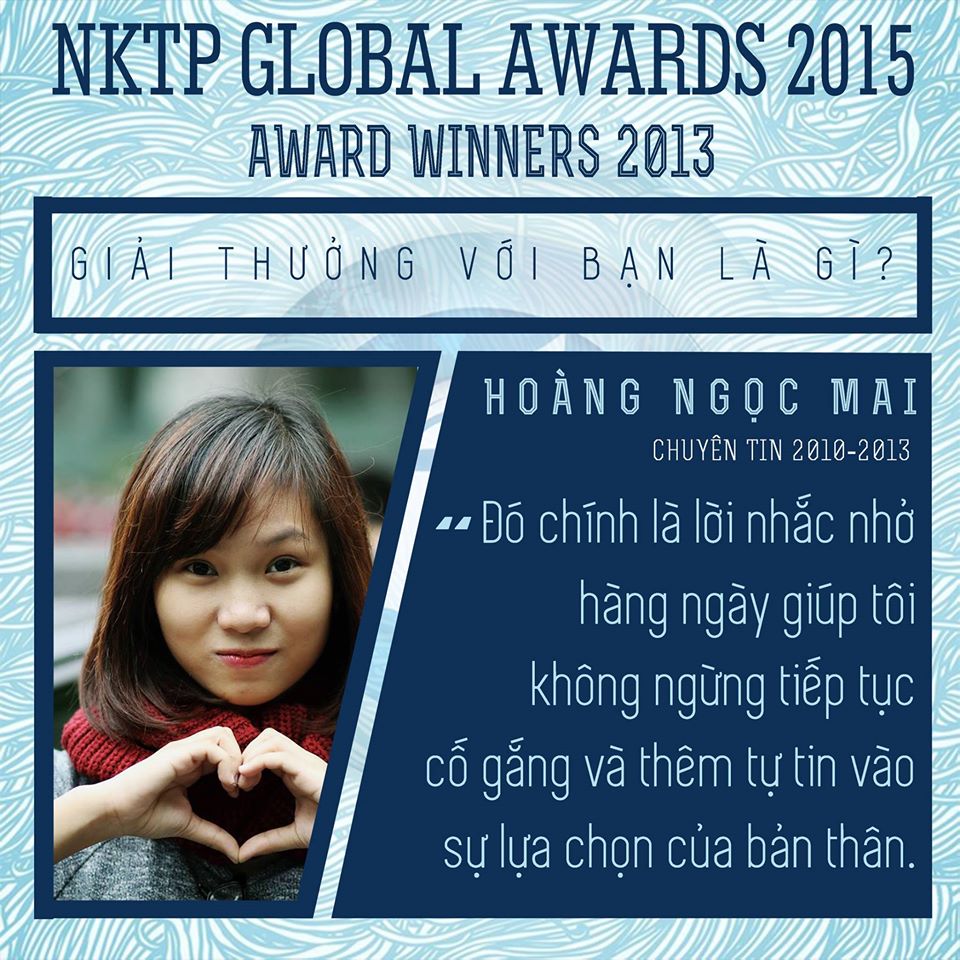 NKTP GLOBAL AWARDS 2015
AWARD WINNERS 2013
GIẢI THƯỞNG VỚI BẠN LÀ GÌ?
HOÀNG NGỌC MAI
CHUYÊN TIN 2010-2013
“Đó chính là lời nhắc nhở
hàng ngày giúp tôi
không ngừng tiếp tục
cố gắng và thêm tự tin vào
sự lựa chọn của bản thân.